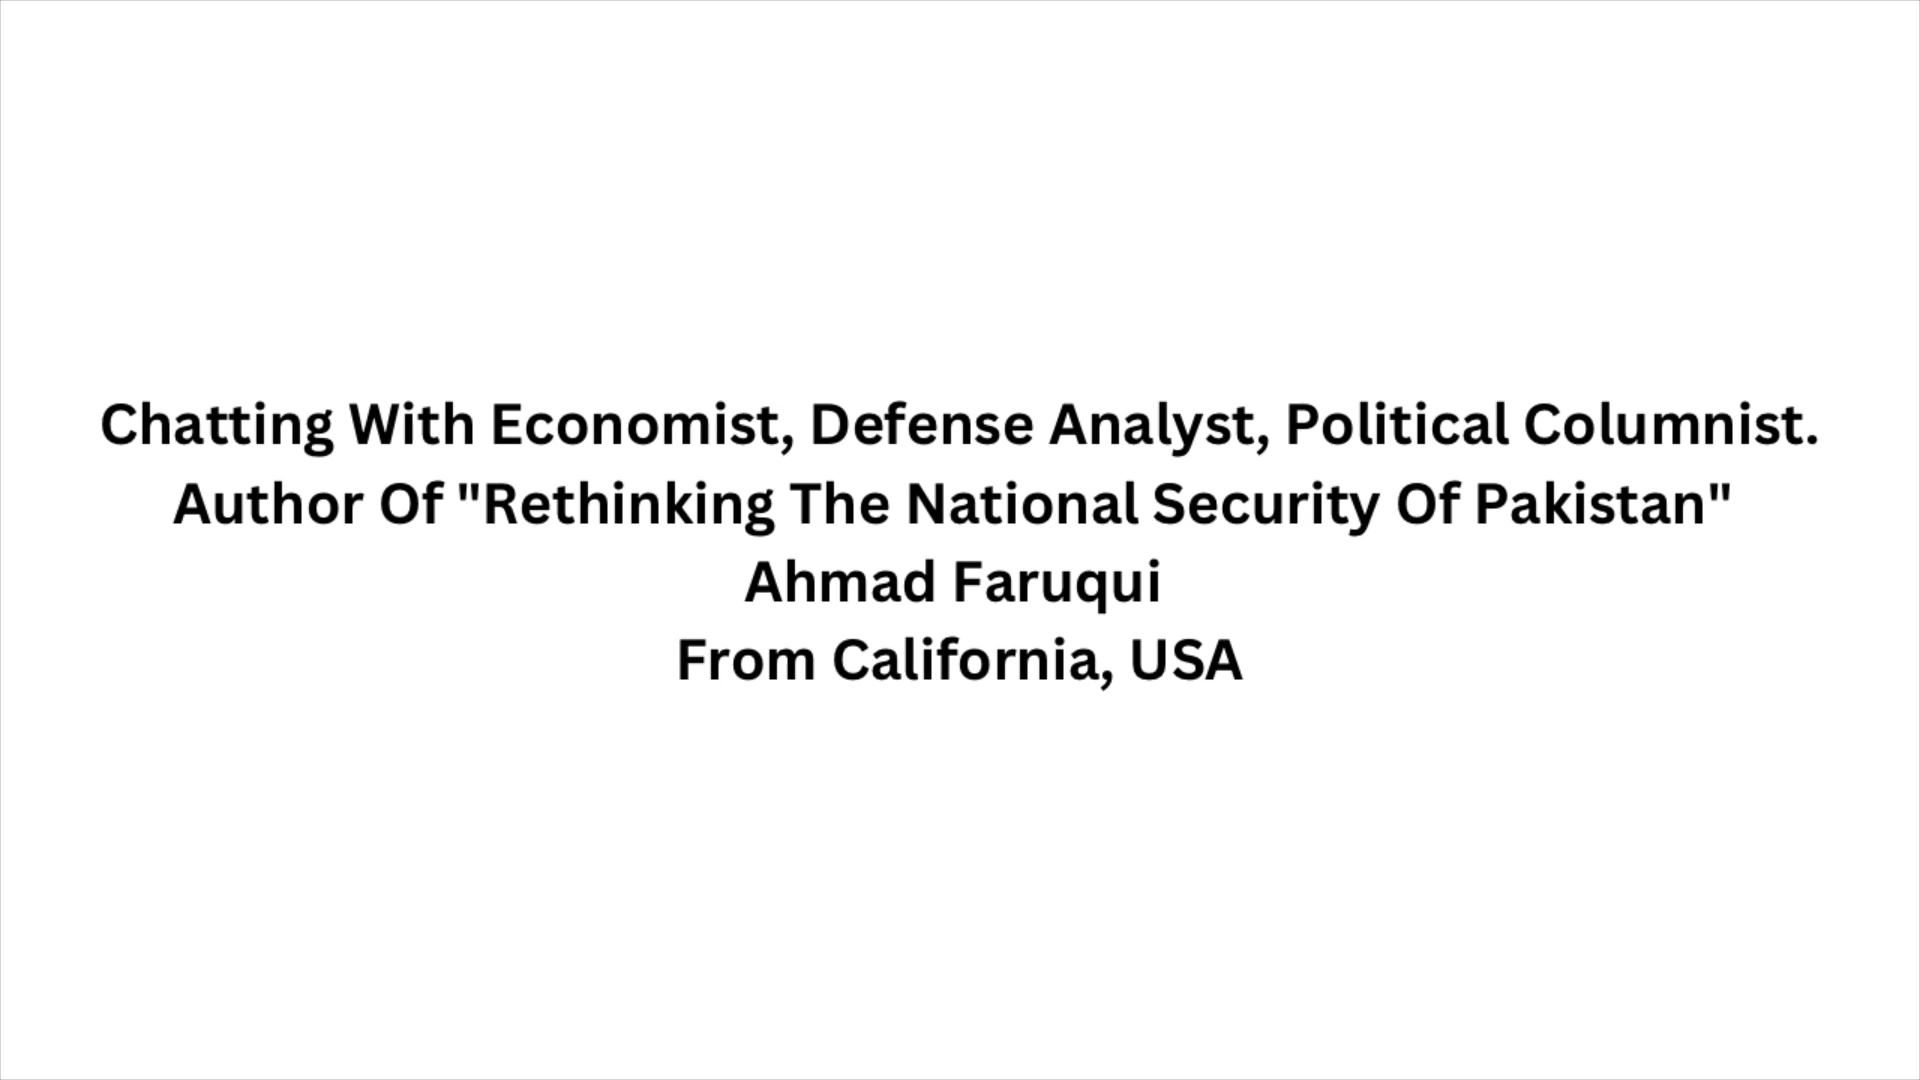 Chatting With Economist, Defense Analyst, Political Columnist.
Author Of "Rethinking The National Security Of Pakistan"
Ahmad Faruqui
From California, USA